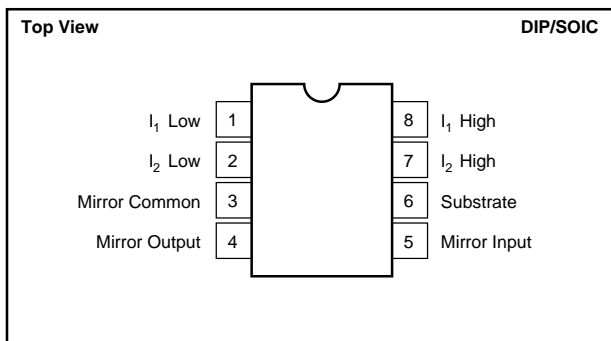 Top View DIP/SOIC
I₁ Low 1 8 I₁ High
I₂ Low 2 7 I₂ High
Mirror Common 3 6 Substrate
Mirror Output 4 5 Mirror Input